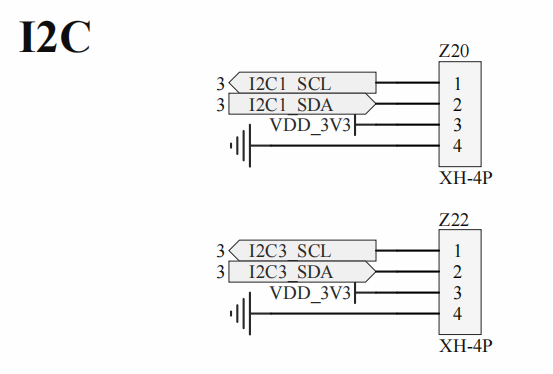 I2C
Z20
3 I2C1_SCL 1
3 I2C1_SDA 2
VDD_3V3 3
4
XH-4P
Z22
3 I2C3_SCL 1
3 I2C3_SDA 2
VDD_3V3 3
4
XH-4P